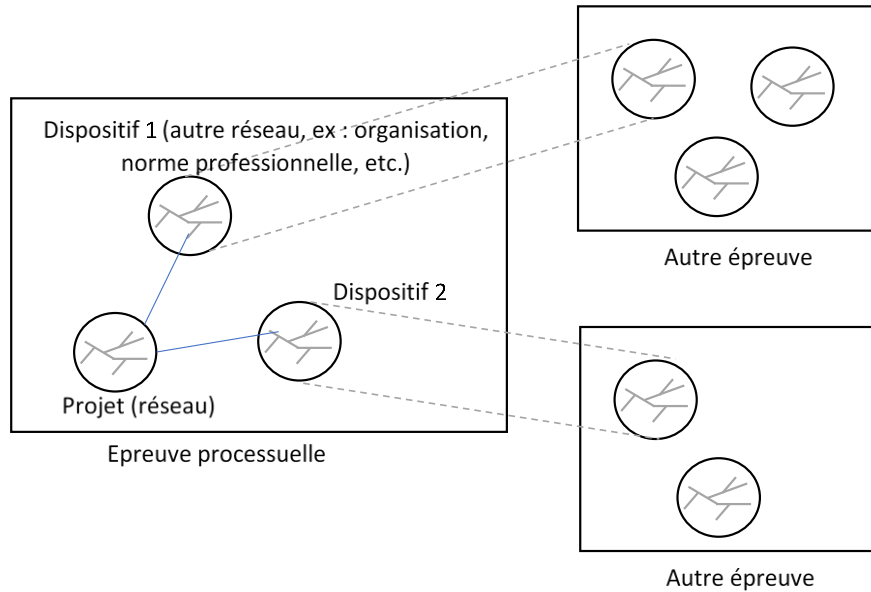 Dispositif 1 (autre réseau, ex : organisation,
norme professionnelle, etc.)
Dispositif 2
Projet (réseau)
Epreuve processuelle
Autre épreuve
Autre épreuve